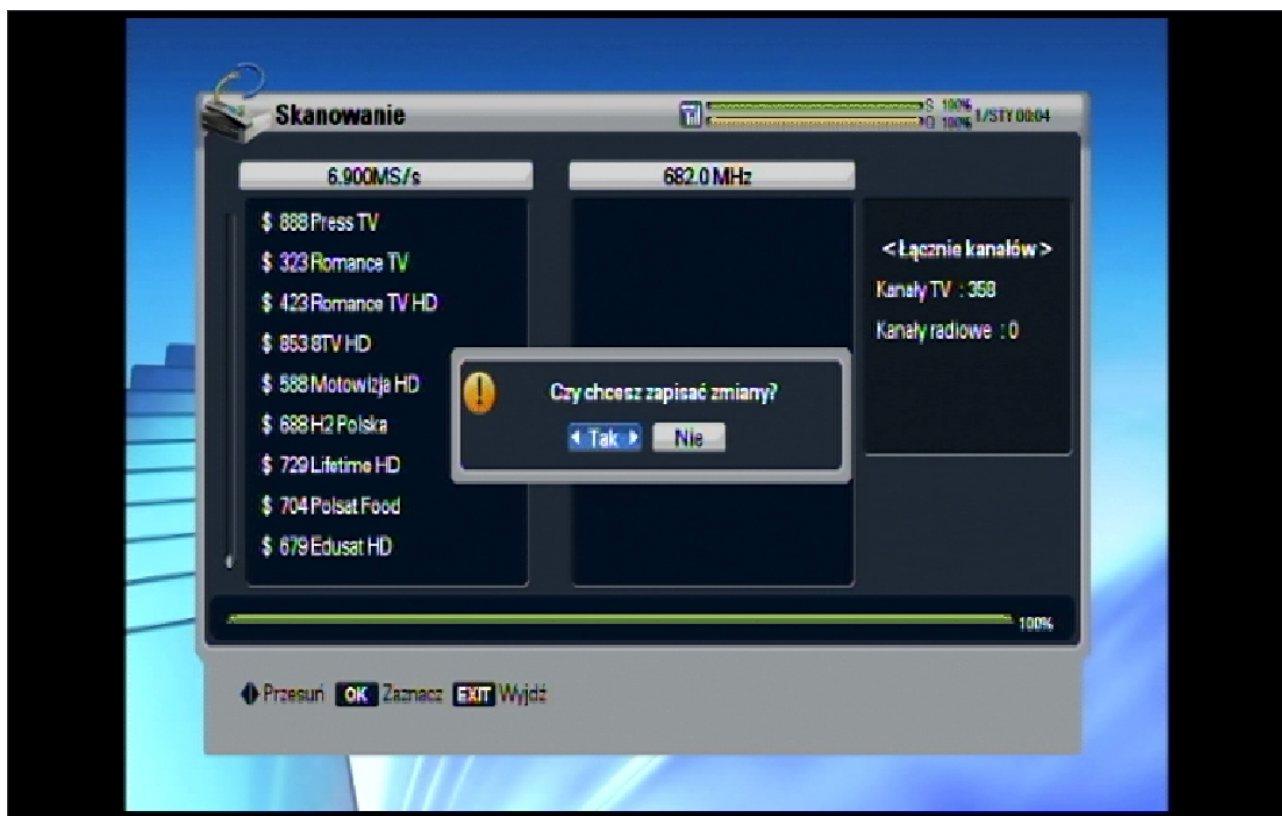 Skanowanie
S 100%
Q 100%
1/STY 00:04
6.900MS/s
682.0 MHz
$ 888 Press TV
$ 323 Romance TV
$ 423 Romance TV HD
$ 853 8TV HD
$ 588 Motowizja HD
$ 688 H2 Polska
$ 729 Lifetime HD
$ 704 Polsat Food
$ 679 Edusat HD
<Łącznie kanałów>
Kanały TV : 358
Kanały radiowe : 0
Czy chcesz zapisać zmiany?
Tak Nie
100%
Przesuń OK Zaznacz EXIT Wyjdź